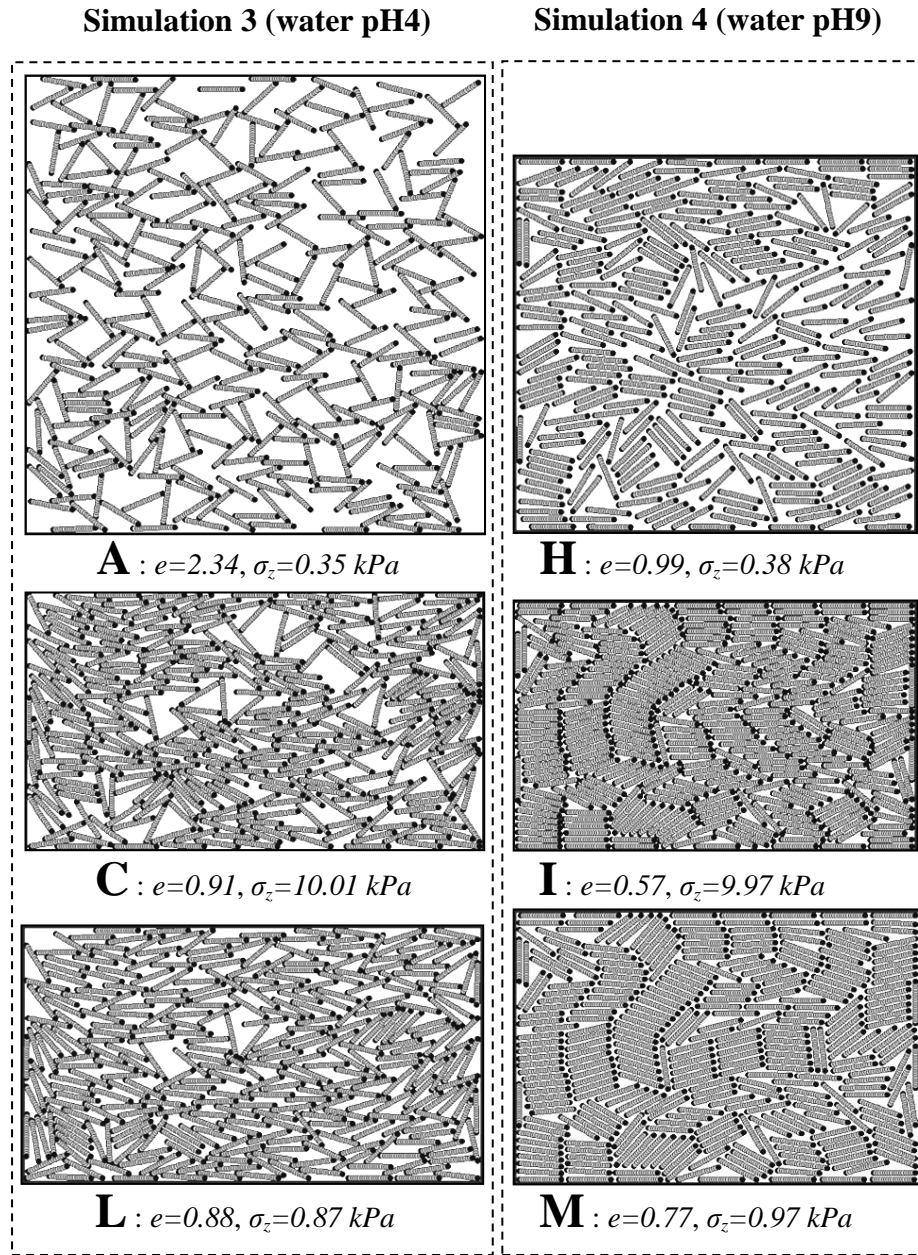 Simulation 3 (water pH4)
Simulation 4 (water pH9)
A : e=2.34, σz=0.35 kPa
H : e=0.99, σz=0.38 kPa
C : e=0.91, σz=10.01 kPa
I : e=0.57, σz=9.97 kPa
L : e=0.88, σz=0.87 kPa
M : e=0.77, σz=0.97 kPa